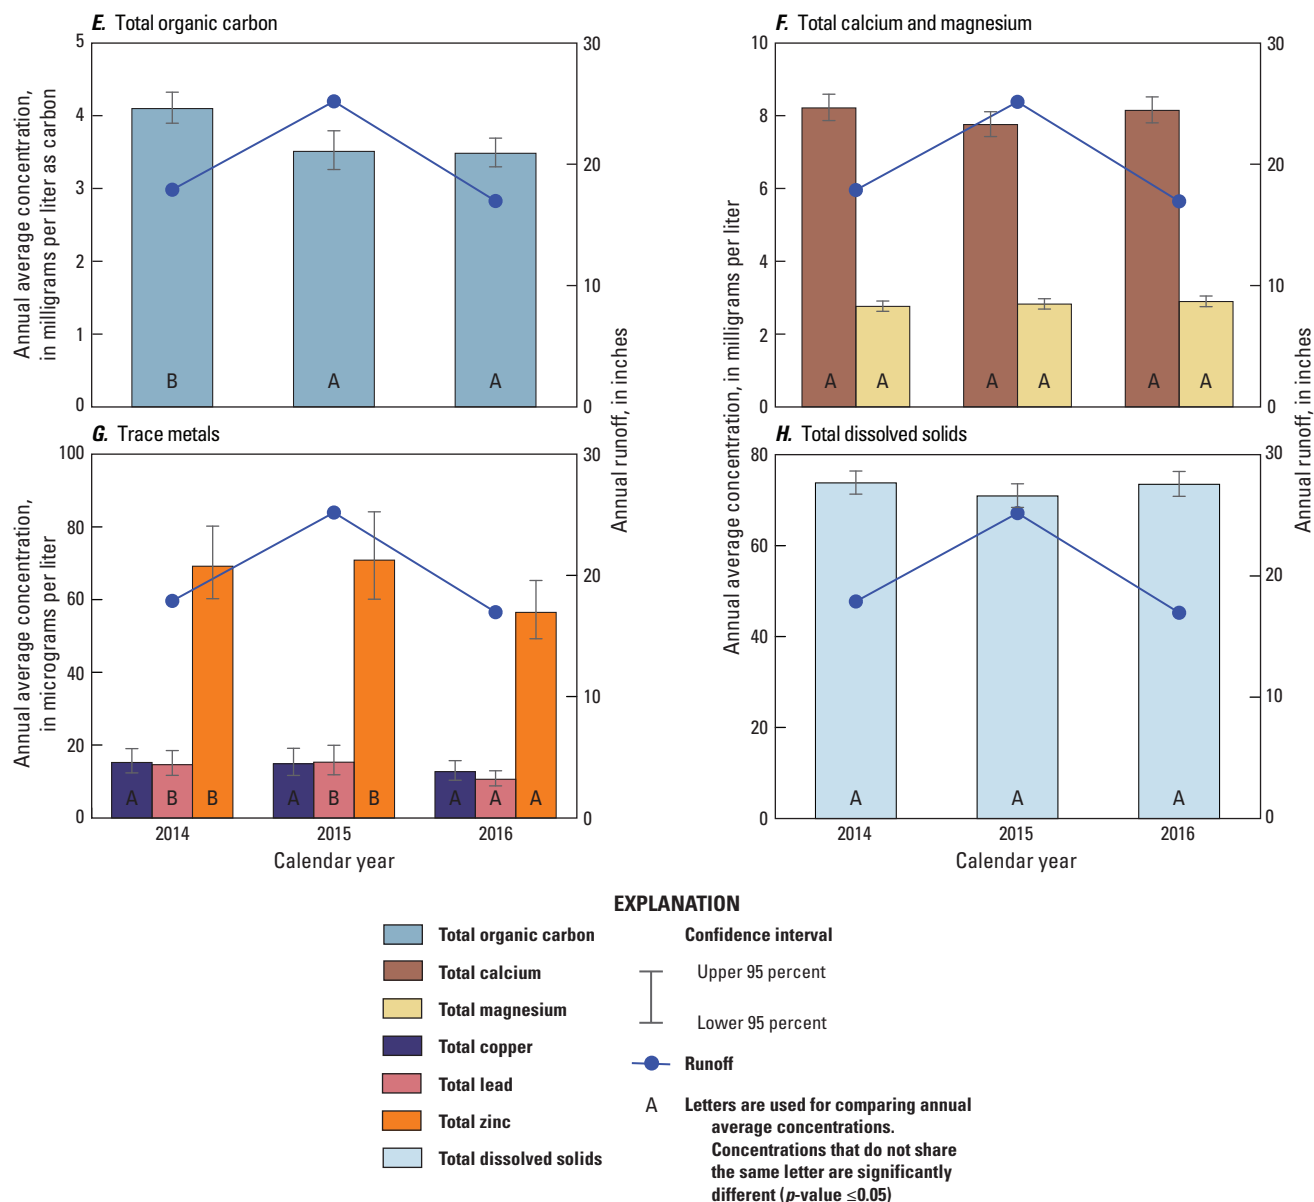 E. Total organic carbon
Annual average concentration,
in milligrams per liter as carbon
5
4
3
2
1
0
30
20
10
0
B
A
A
F. Total calcium and magnesium
Annual average concentration, in milligrams per liter
10
8
6
4
2
0
30
20
10
0
Annual runoff, in inches
A
A
A
A
A
A
G. Trace metals
Annual average concentration,
in micrograms per liter
100
80
60
40
20
0
30
20
10
0
Annual runoff, in inches
A
B
B
A
B
B
A
A
A
2014
2015
2016
Calendar year
H. Total dissolved solids
80
60
40
20
0
30
20
10
0
A
A
A
2014
2015
2016
Calendar year
EXPLANATION
Total organic carbon
Total calcium
Total magnesium
Total copper
Total lead
Total zinc
Total dissolved solids
Confidence interval
Upper 95 percent
Lower 95 percent
Runoff
A Letters are used for comparing annual
average concentrations.
Concentrations that do not share
the same letter are significantly
different (p-value ≤0.05)